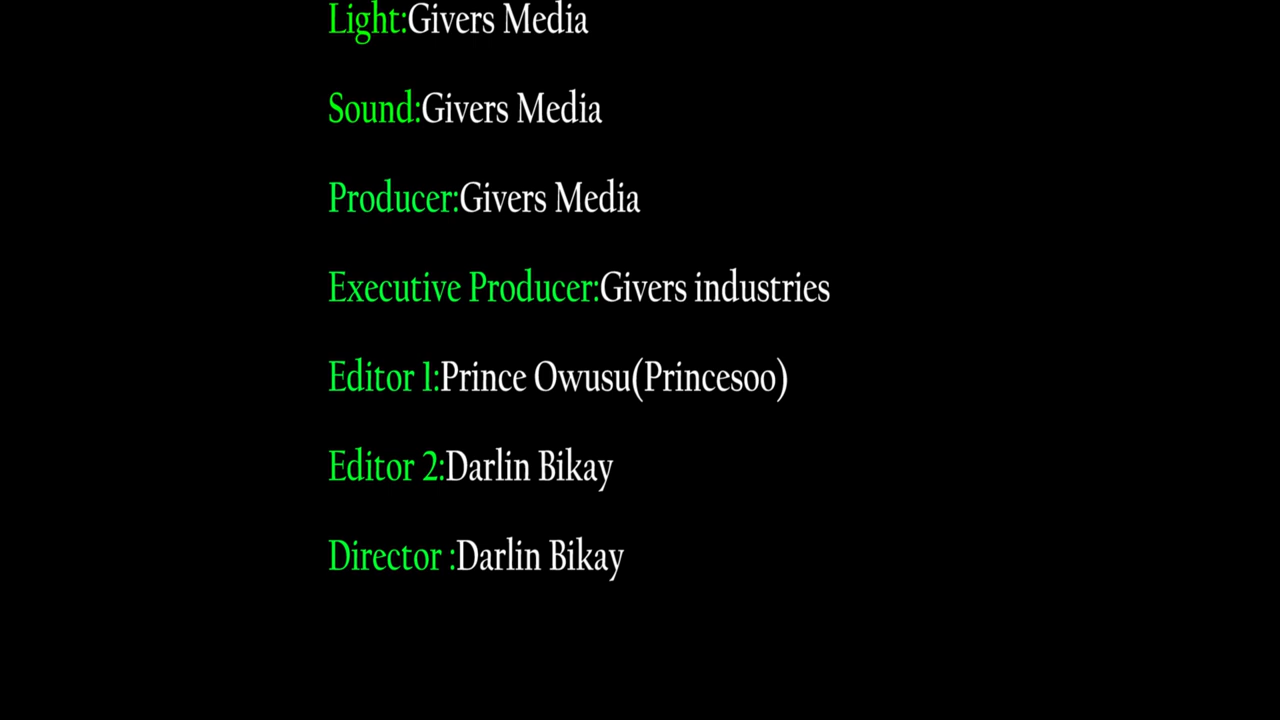 Light:Givers Media
Sound:Givers Media
Producer:Givers Media
Executive Producer:Givers industries
Editor 1:Prince Owusu(Princesoo)
Editor 2:Darlin Bikay
Director :Darlin Bikay